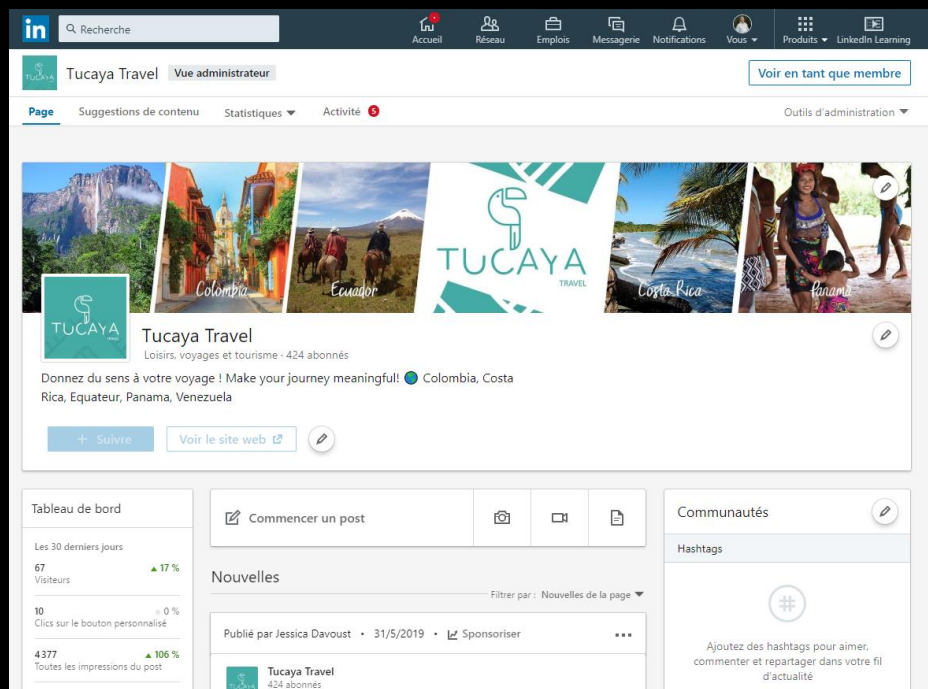 in
Recherche
Accueil
Réseau
Emplois
Messagerie
Notifications
Vous
Produits
LinkedIn Learning
TUCAYA
Tucaya Travel
Vue administrateur
Voir en tant que membre
Page
Suggestions de contenu
Statistiques
Activité 5
Outils d'administration
Colombia
Ecuador
TUCAYA
TRAVEL
Costa Rica
Panama
TUCAYA
Tucaya Travel
Loisirs, voyages et tourisme · 424 abonnés
Donnez du sens à votre voyage ! Make your journey meaningful! Colombia, Costa
Rica, Equateur, Panama, Venezuela
+ Suivre
Voir le site web
Tableau de bord
Les 30 derniers jours
67 17 %
Visiteurs
10 0 %
Clics sur le bouton personnalisé
4 377 106 %
Toutes les impressions du post
Commencer un post
Nouvelles
Filtrer par : Nouvelles de la page
Publié par Jessica Davoust • 31/5/2019 • Sponsoriser
Tucaya Travel
424 abonnés
Communautés
Hashtags
#
Ajoutez des hashtags pour aimer,
commenter et repartager dans votre fil
d'actualité